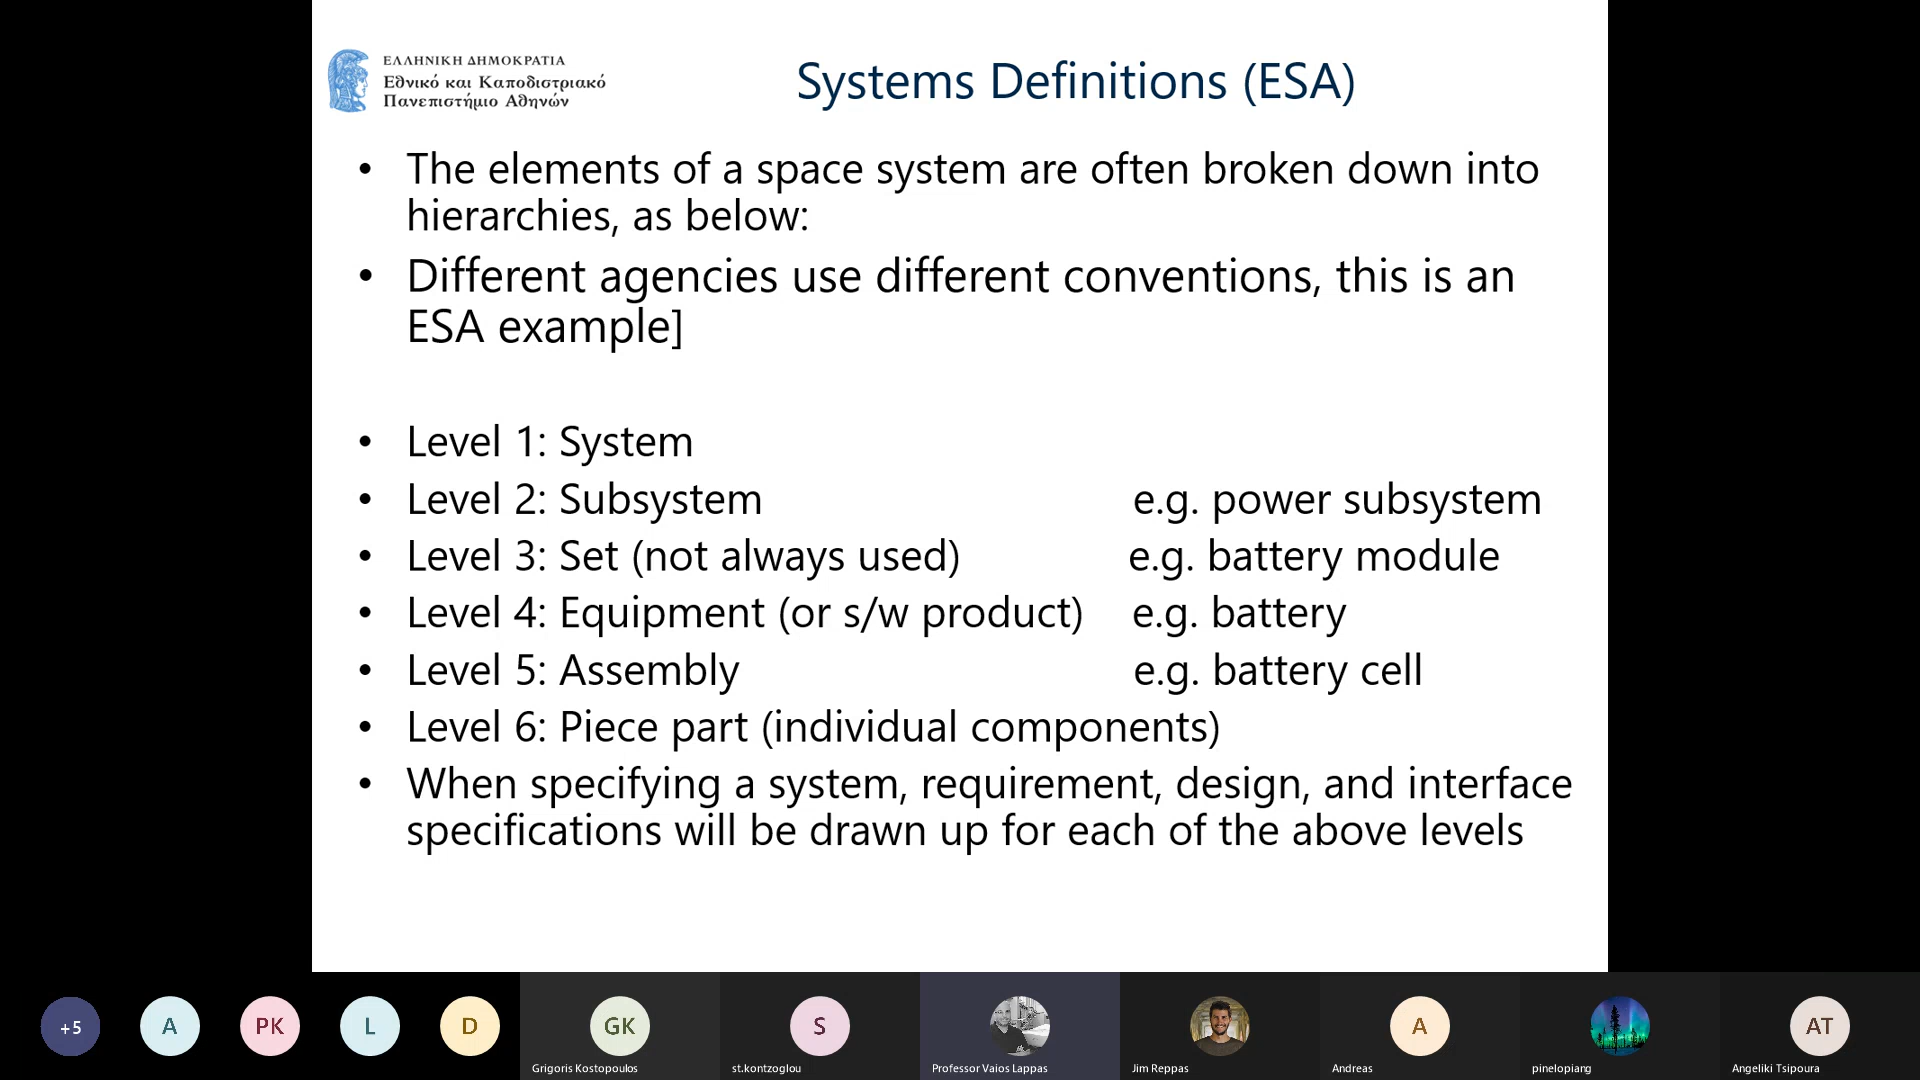 ΕΛΛΗΝΙΚΗ ΔΗΜΟΚΡΑΤΙΑ
Εθνικό και Καποδιστριακό
Πανεπιστήμιο Αθηνών
Systems Definitions (ESA)
• The elements of a space system are often broken down into
hierarchies, as below:
• Different agencies use different conventions, this is an
ESA example]
• Level 1: System
• Level 2: Subsystem e.g. power subsystem
• Level 3: Set (not always used) e.g. battery module
• Level 4: Equipment (or s/w product) e.g. battery
• Level 5: Assembly e.g. battery cell
• Level 6: Piece part (individual components)
• When specifying a system, requirement, design, and interface
specifications will be drawn up for each of the above levels
+5 A PK L D GK S A AT
Grigoris Kostopoulos st.kontzoglou Professor Vaios Lappas Jim Reppas Andreas pinelopiang Angeliki Tsipoura